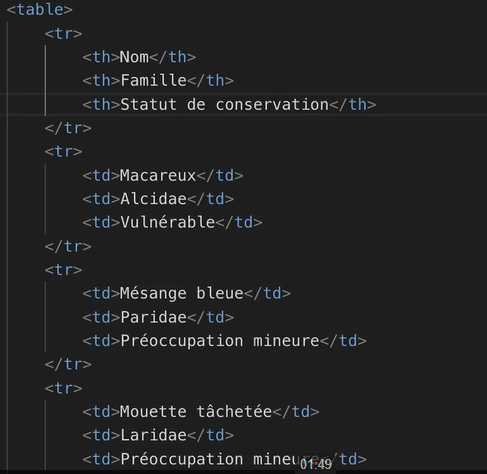 <table>
<tr>
<th>Nom</th>
<th>Famille</th>
<th>Statut de conservation</th>
</tr>
<tr>
<td>Macareux</td>
<td>Alcidae</td>
<td>Vulnérable</td>
</tr>
<tr>
<td>Mésange bleue</td>
<td>Paridae</td>
<td>Préoccupation mineure</td>
</tr>
<tr>
<td>Mouette tâchetée</td>
<td>Laridae</td>
<td>Préoccupation mineure</td>
01:49